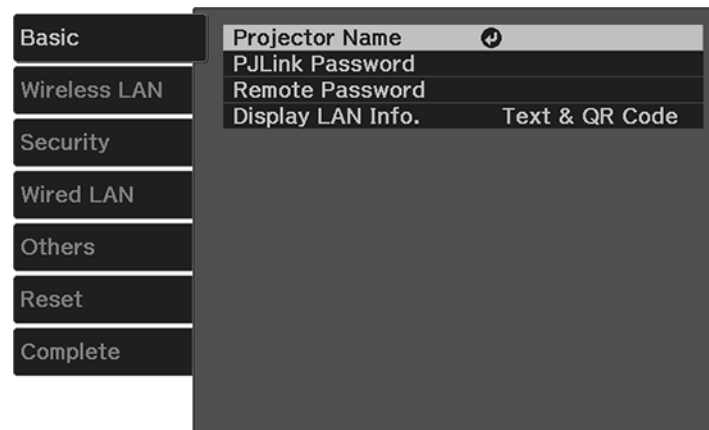 Basic
Wireless LAN
Security
Wired LAN
Others
Reset
Complete
Projector Name
PJLink Password
Remote Password
Display LAN Info. Text & QR Code